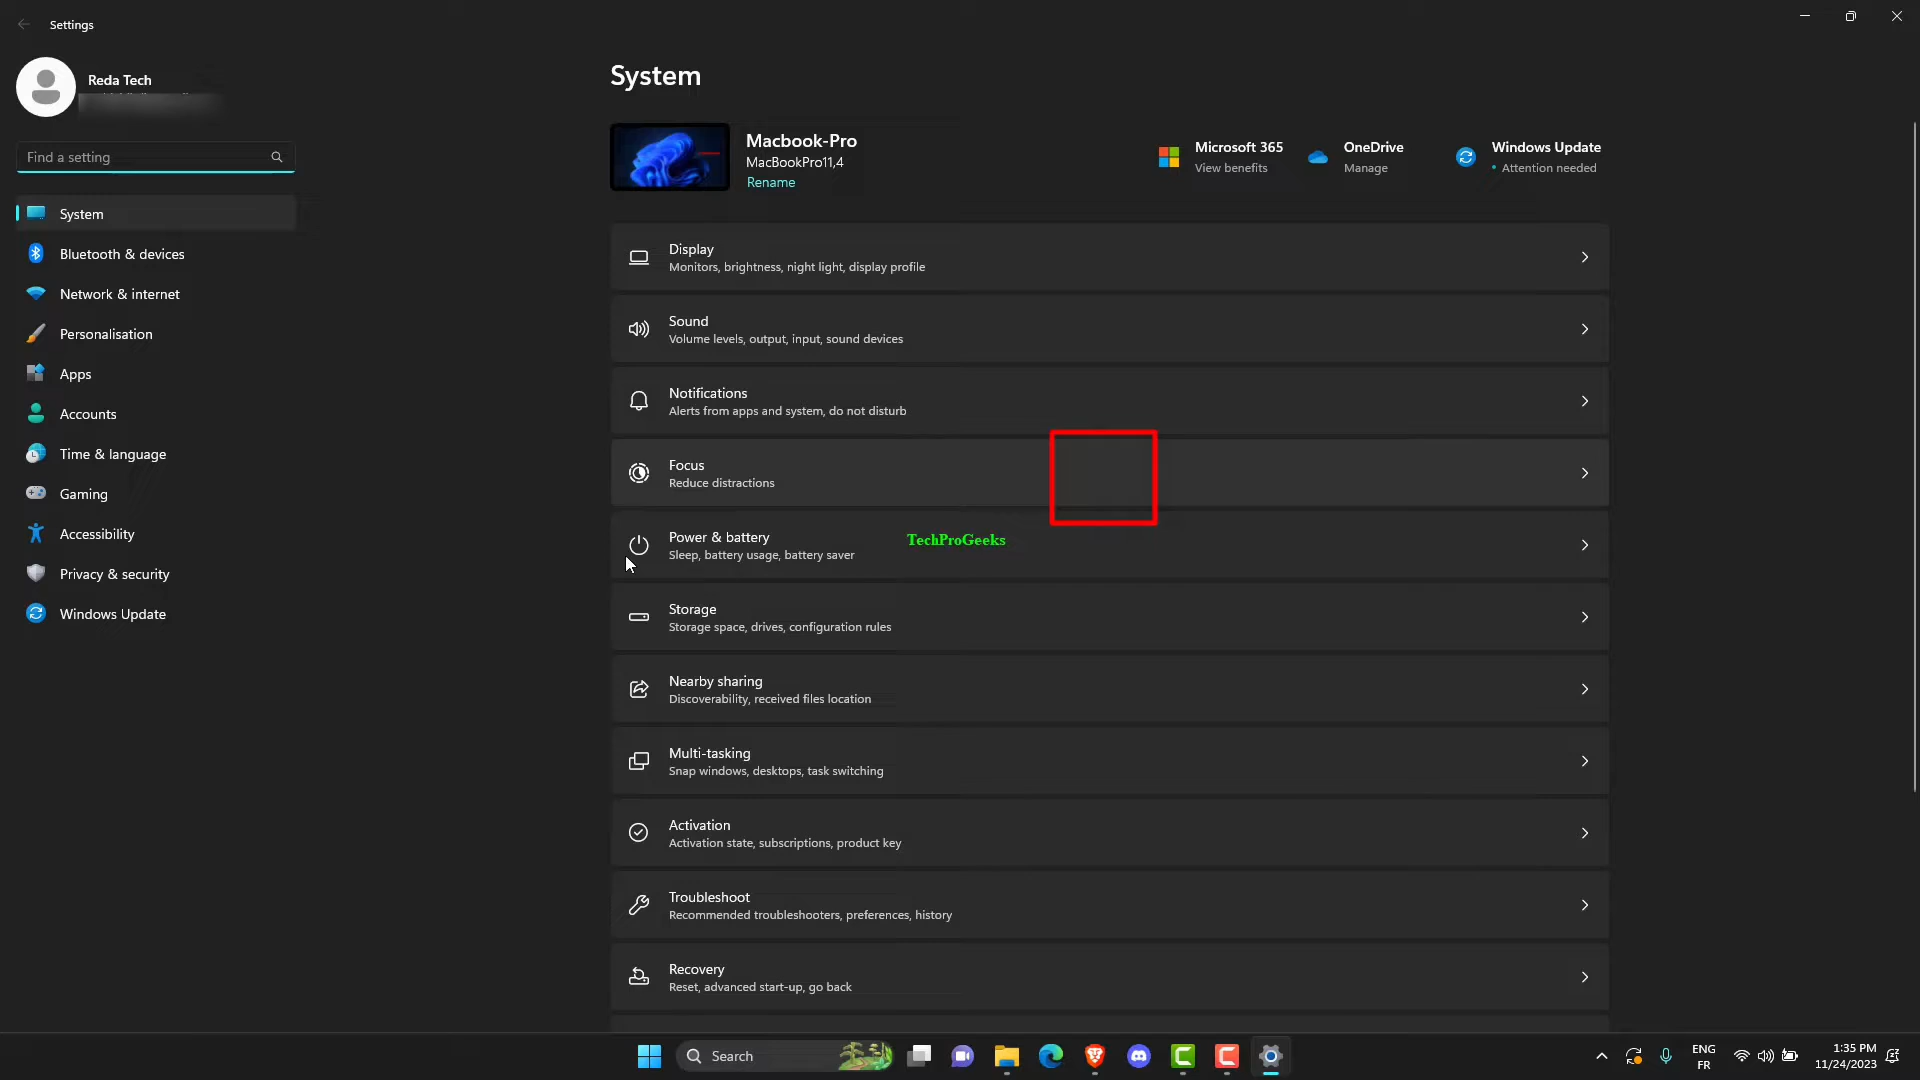 Settings
Reda Tech
Find a setting
System
Bluetooth & devices
Network & internet
Personalisation
Apps
Accounts
Time & language
Gaming
Accessibility
Privacy & security
Windows Update
System
Macbook-Pro
MacBookPro11,4
Rename
Microsoft 365
View benefits
OneDrive
Manage
Windows Update
• Attention needed
Display
Monitors, brightness, night light, display profile
Sound
Volume levels, output, input, sound devices
Notifications
Alerts from apps and system, do not disturb
Focus
Reduce distractions
Power & battery
Sleep, battery usage, battery saver
TechProGeeks
Storage
Storage space, drives, configuration rules
Nearby sharing
Discoverability, received files location
Multi-tasking
Snap windows, desktops, task switching
Activation
Activation state, subscriptions, product key
Troubleshoot
Recommended troubleshooters, preferences, history
Recovery
Reset, advanced start-up, go back
Search
ENG
FR
1:35 PM
11/24/2023